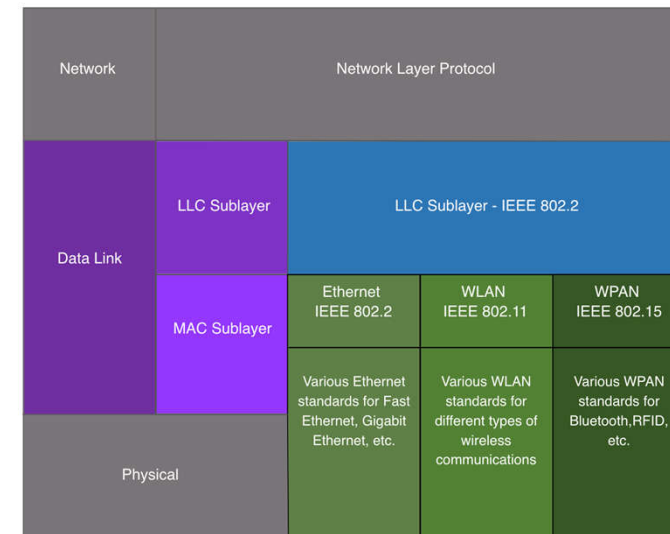 Network
Network Layer Protocol
Data Link
LLC Sublayer
LLC Sublayer - IEEE 802.2
MAC Sublayer
Ethernet
IEEE 802.2
WLAN
IEEE 802.11
WPAN
IEEE 802.15
Various Ethernet
standards for Fast
Ethernet, Gigabit
Ethernet, etc.
Various WLAN
standards for
different types of
wireless
communications
Various WPAN
standards for
Bluetooth,RFID,
etc.
Physical